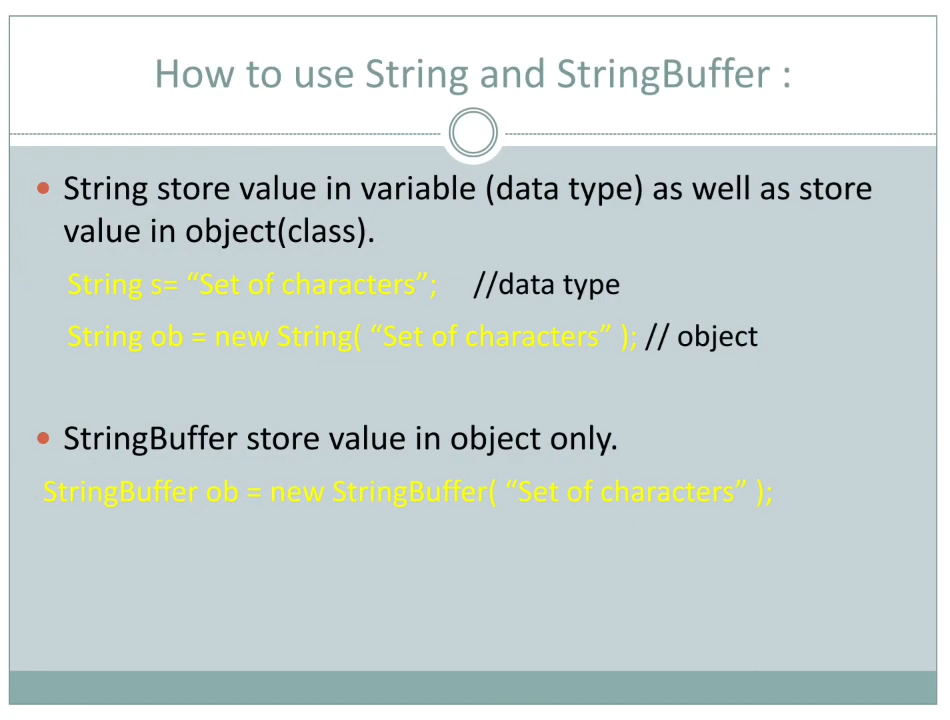 How to use String and StringBuffer :
• String store value in variable (data type) as well as store
value in object(class).
String s= “Set of characters”; //data type
String ob = new String( “Set of characters” ); // object
• StringBuffer store value in object only.
StringBuffer ob = new StringBuffer( “Set of characters” );